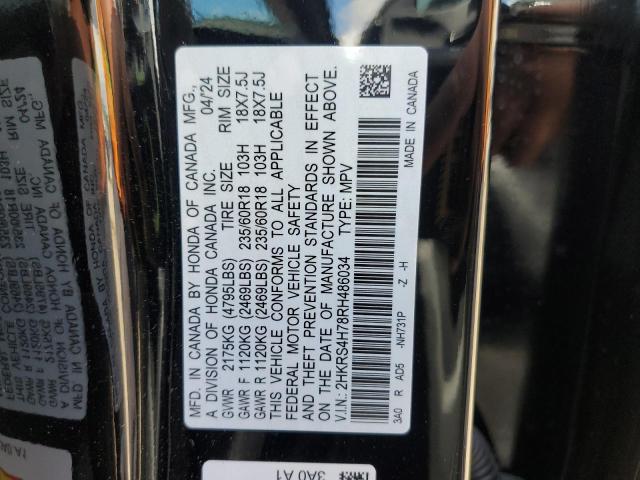 MFD. IN CANADA BY HONDA OF CANADA MFG.,
A DIVISION OF HONDA CANADA INC. 04/24
GVWR 2175KG (4795LBS) TIRE SIZE RIM SIZE
GAWR F 1120KG (2469LBS) 235/60R18 103H 18X7.5J
GAWR R 1120KG (2469LBS) 235/60R18 103H 18X7.5J
THIS VEHICLE CONFORMS TO ALL APPLICABLE
FEDERAL MOTOR VEHICLE SAFETY
AND THEFT PREVENTION STANDARDS IN EFFECT
ON THE DATE OF MANUFACTURE SHOWN ABOVE.
V.I.N: 2HKRS4H78RH486034 TYPE: MPV
3A0 R AD5 -NH731P -Z -H
MADE IN CANADA
3A0 A1